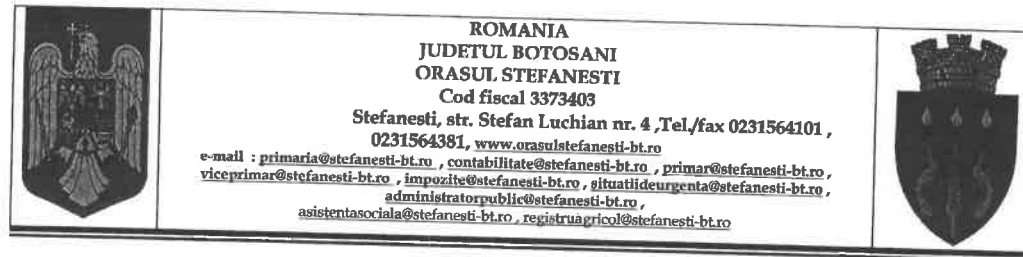 ROMANIA
JUDETUL BOTOSANI
ORASUL STEFANESTI
Cod fiscal 3373403
Stefanesti, str. Stefan Luchian nr. 4 ,Tel./fax 0231564101 ,
0231564381, www.orasulstefanesti-bt.ro
e-mail : primaria@stefanesti-bt.ro , contabilitate@stefanesti-bt.ro , primar@stefanesti-bt.ro ,
viceprimar@stefanesti-bt.ro , impozite@stefanesti-bt.ro , situatiideurgenta@stefanesti-bt.ro ,
administratorpublic@stefanesti-bt.ro ,
asistentasociala@stefanesti-bt.ro , registruagricol@stefanesti-bt.ro